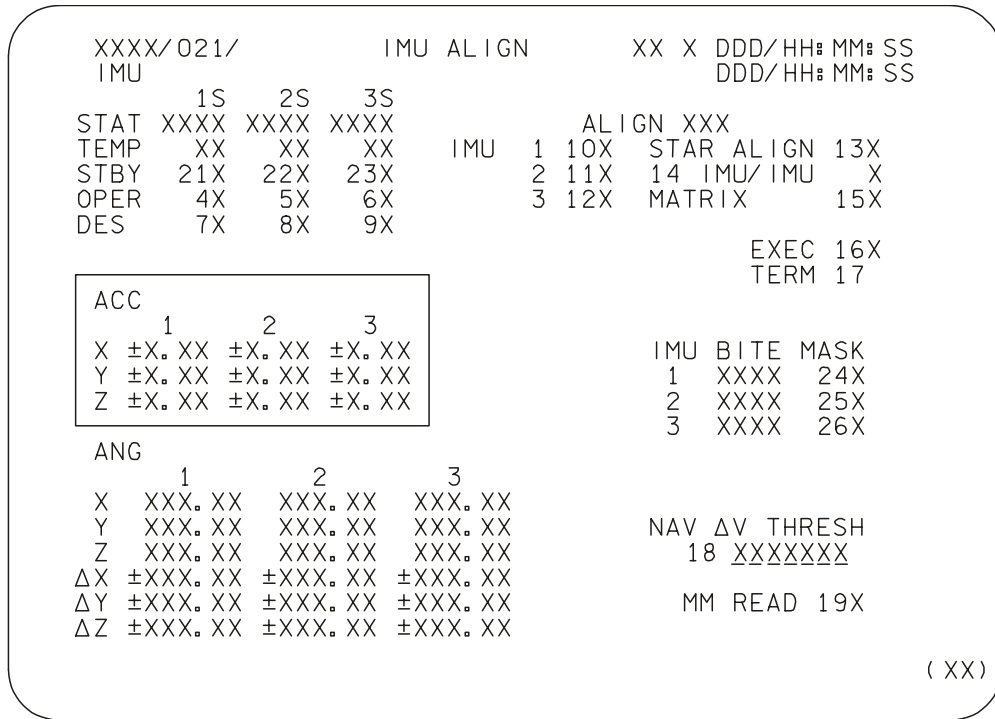 XXXX/021/ IMU ALIGN XX X DDD/HH:MM:SS
IMU DDD/HH:MM:SS
1S 2S 3S
STAT XXXX XXXX XXXX ALIGN XXX
TEMP XX XX XX IMU 1 10X STAR ALIGN 13X
STBY 21X 22X 23X 2 11X 14 IMU/IMU X
OPER 4X 5X 6X 3 12X MATRIX 15X
DES 7X 8X 9X
EXEC 16X
TERM 17
ACC
1 2 3
X ±X.XX ±X.XX ±X.XX IMU BITE MASK
Y ±X.XX ±X.XX ±X.XX 1 XXXX 24X
Z ±X.XX ±X.XX ±X.XX 2 XXXX 25X
3 XXXX 26X
ANG
1 2 3
X XXX.XX XXX.XX XXX.XX
Y XXX.XX XXX.XX XXX.XX NAV ΔV THRESH
Z XXX.XX XXX.XX XXX.XX 18 XXXXXXX
ΔX ±XXX.XX ±XXX.XX ±XXX.XX
ΔY ±XXX.XX ±XXX.XX ±XXX.XX MM READ 19X
ΔZ ±XXX.XX ±XXX.XX ±XXX.XX
(XX)